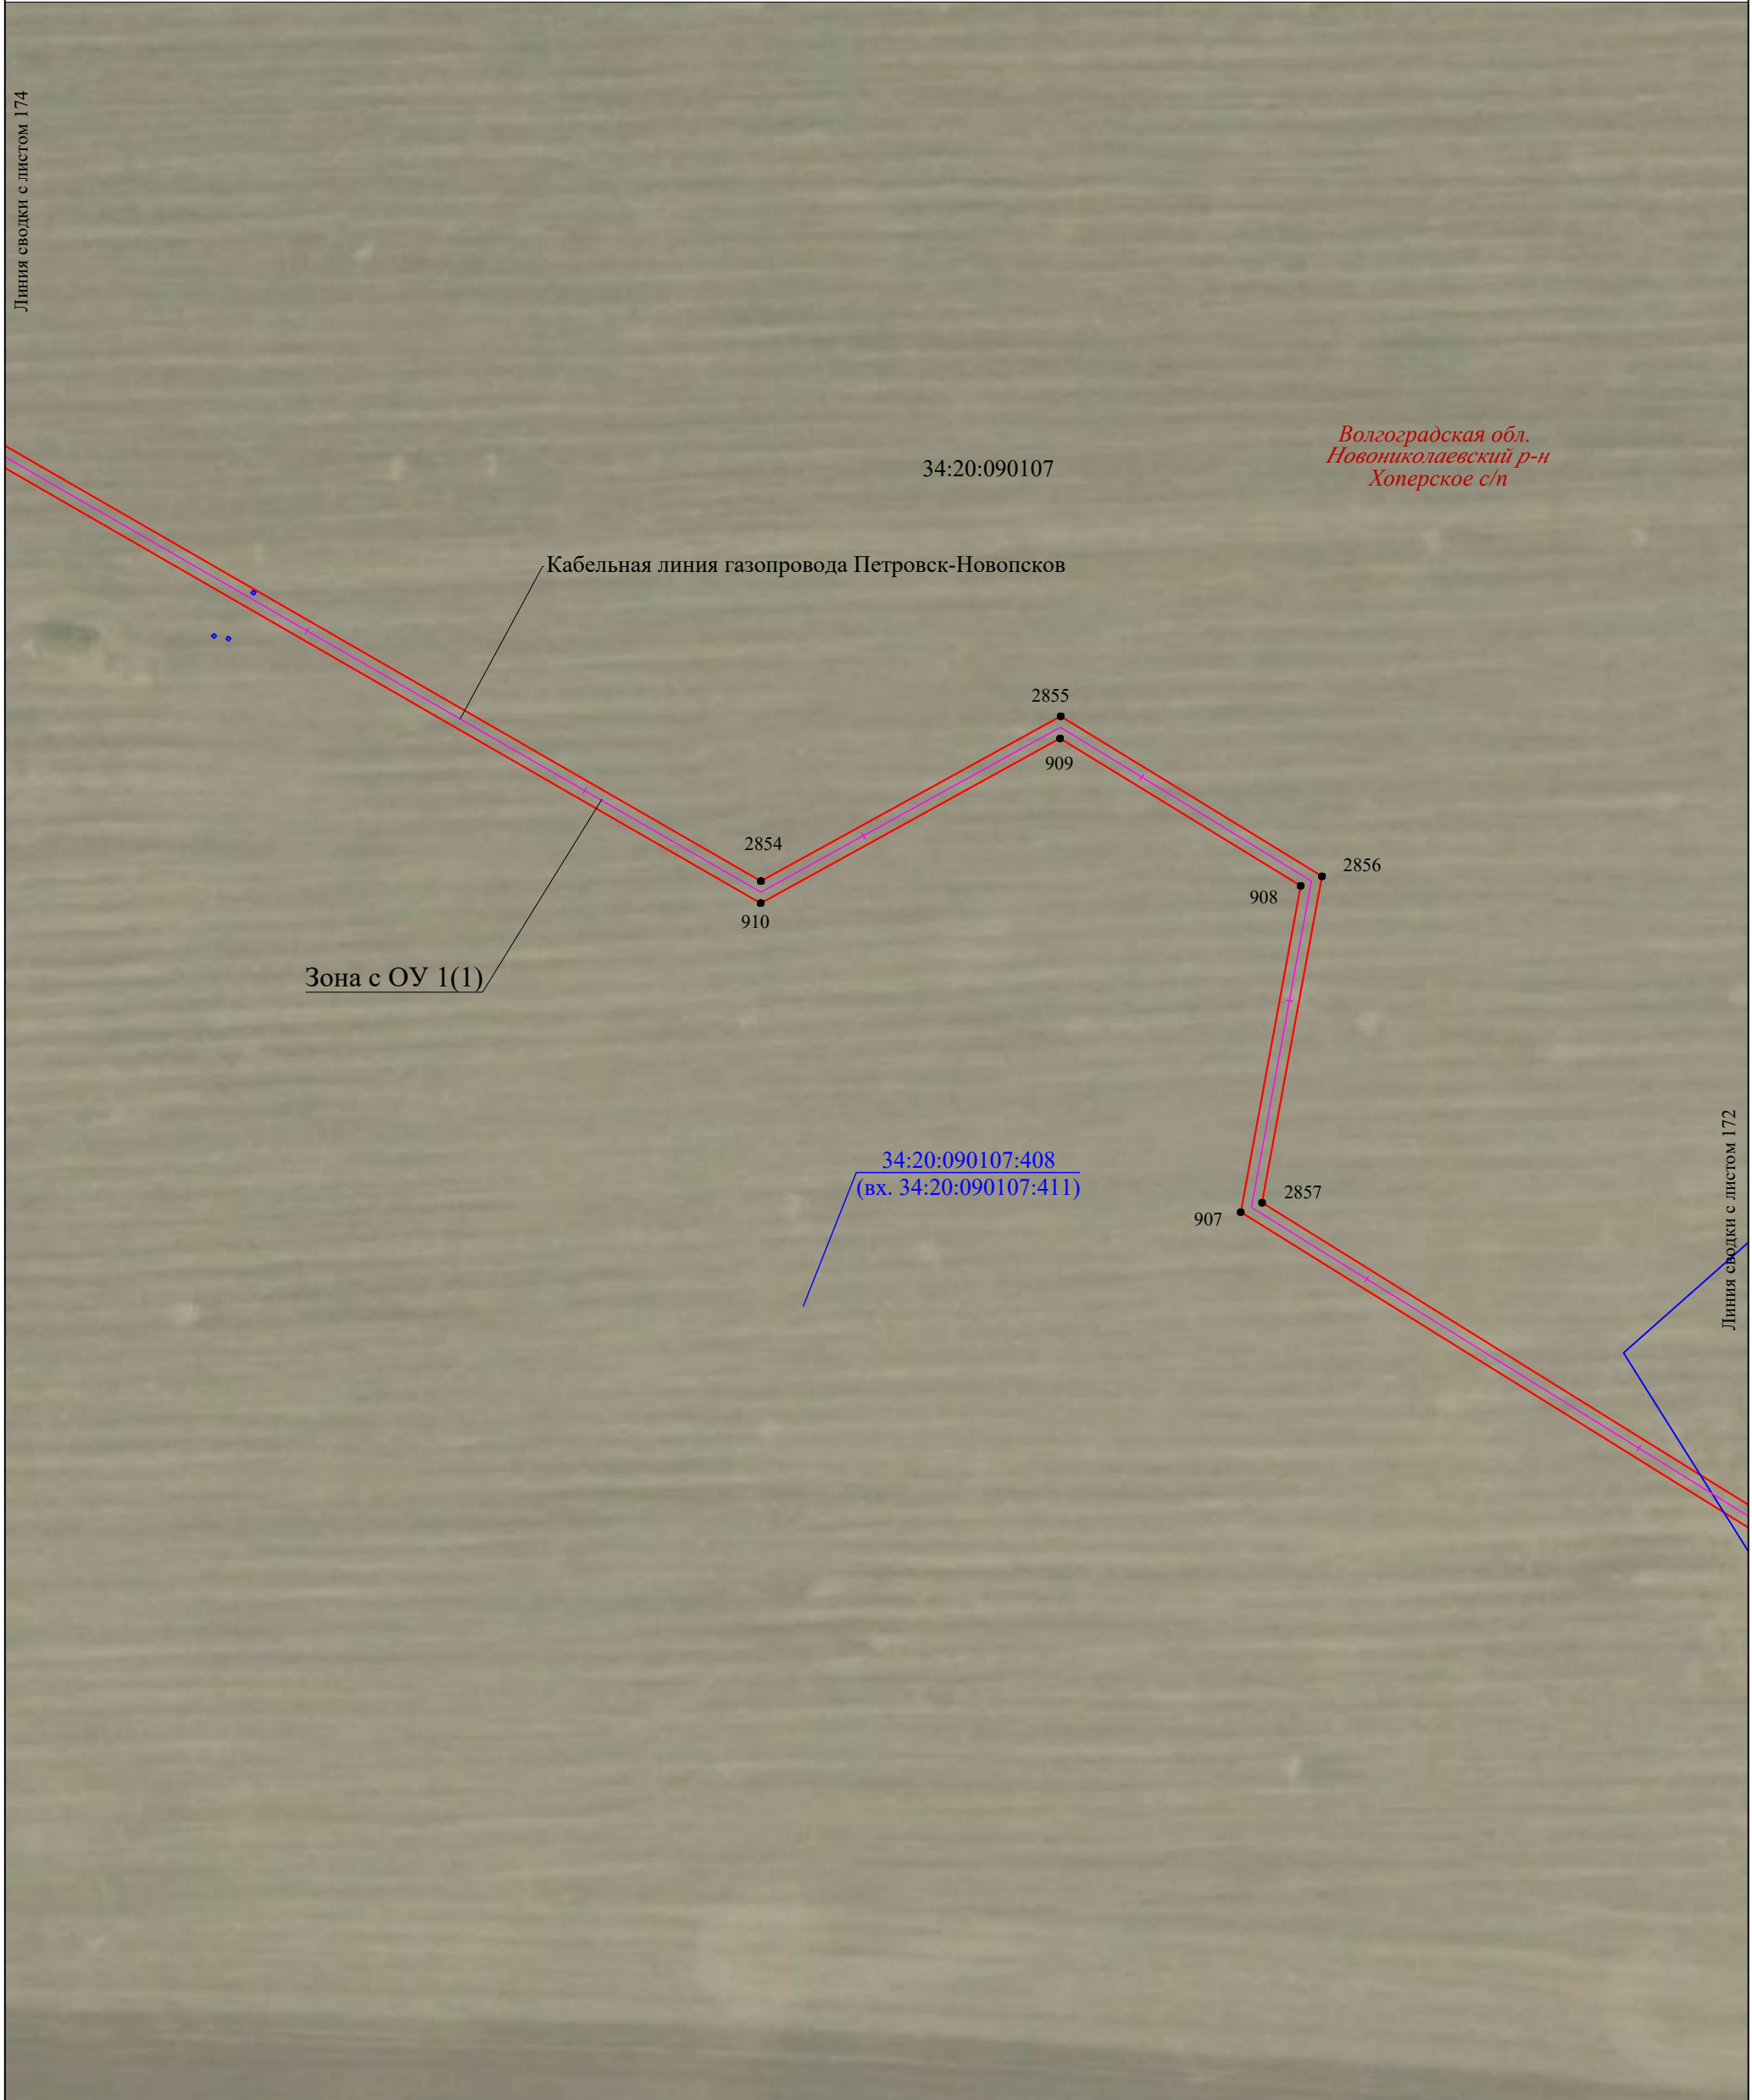 Линия сводки с листом 174
Волгоградская обл.
Новониколаевский р-н
Хоперское с/п
34:20:090107
Кабельная линия газопровода Петровск-Новопсков
2855
909
2854
2856
908
910
Зона с ОУ 1(1)
Линия сводки с листом 172
34:20:090107:408
(вх. 34:20:090107:411)
2857
907